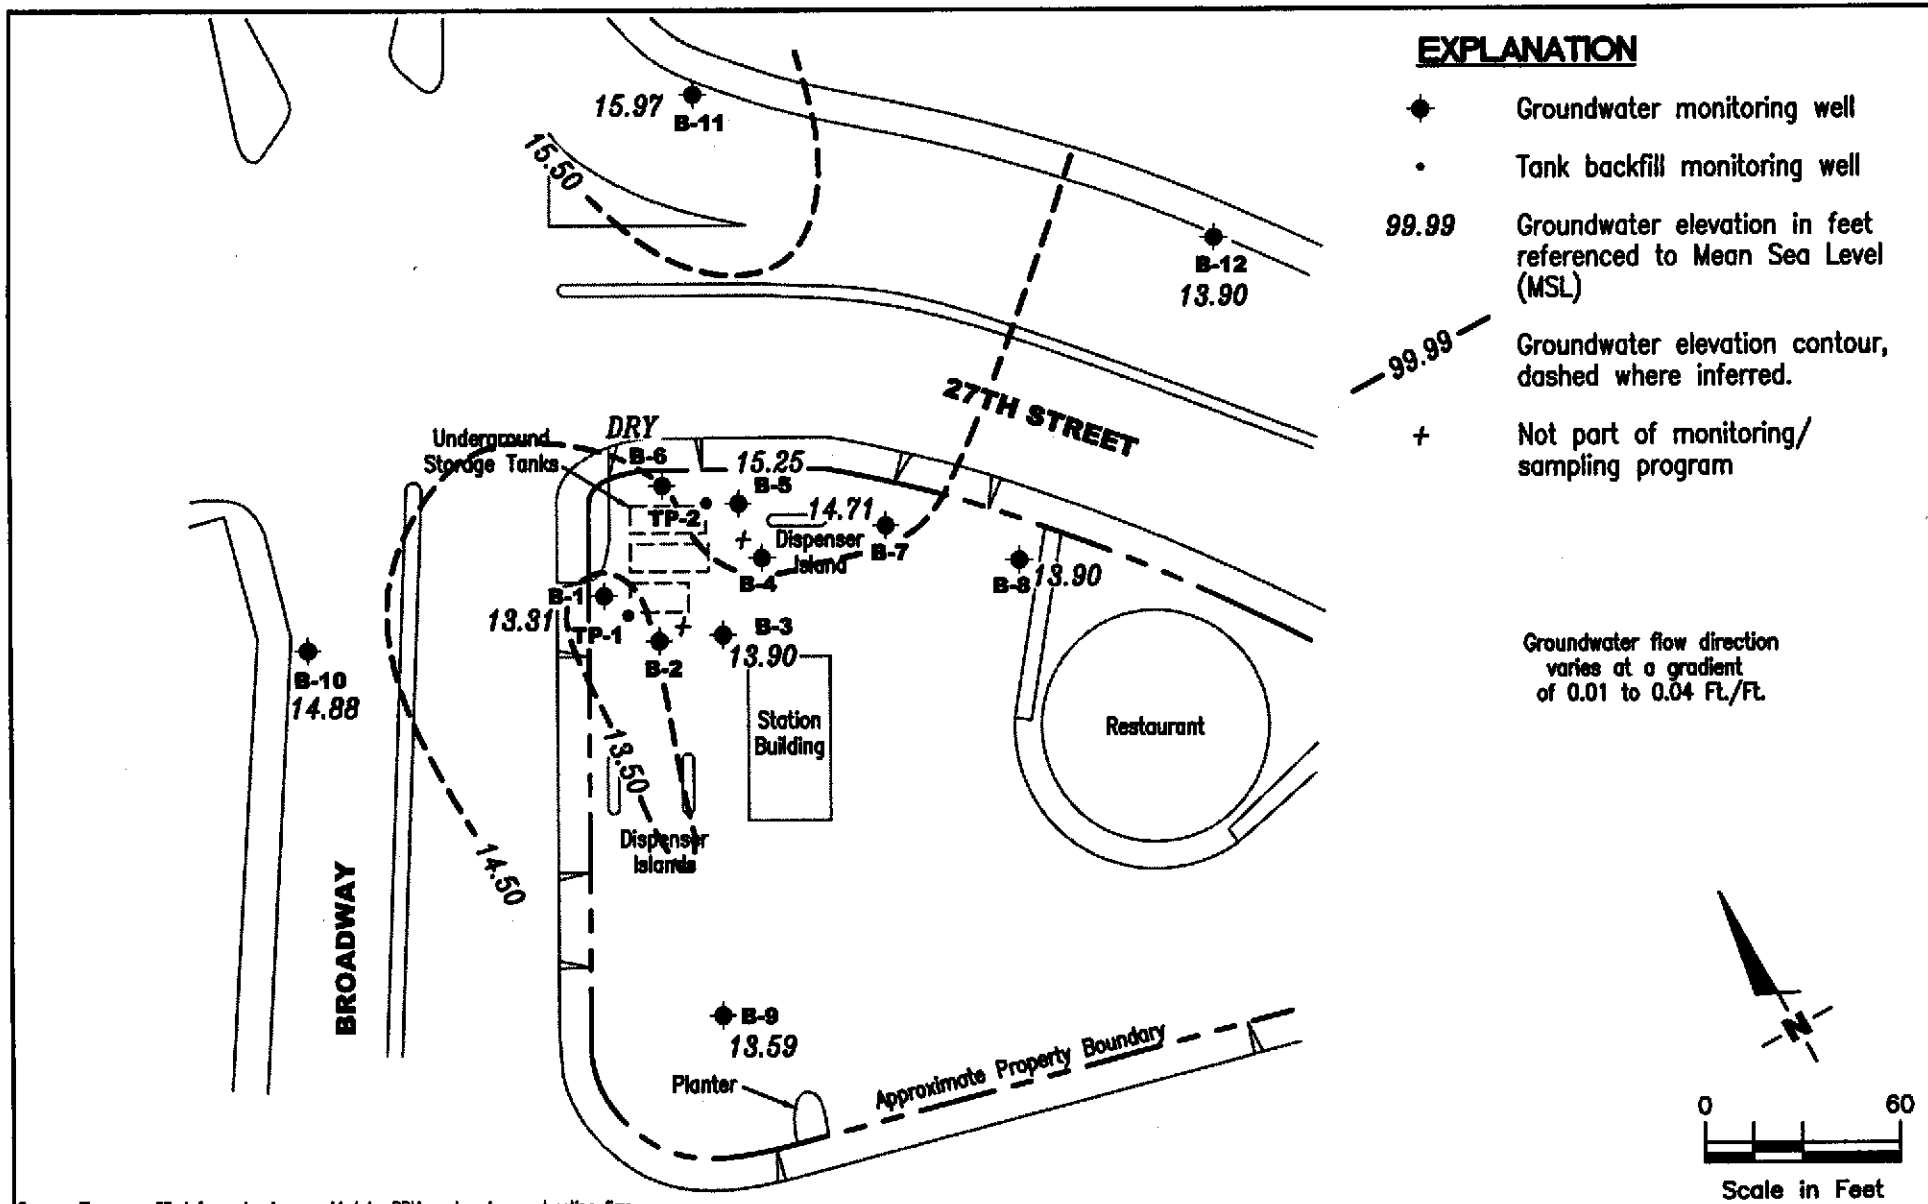 EXPLANATION
Groundwater monitoring well
Tank backfill monitoring well
99.99 Groundwater elevation in feet
referenced to Mean Sea Level
(MSL)
99.99 Groundwater elevation contour,
dashed where inferred.
+ Not part of monitoring/
sampling program
Groundwater flow direction
varies at a gradient
of 0.01 to 0.04 Ft./Ft.
N
0 60
Scale in Feet
15.97
B-11
15.50
B-12
13.90
27TH STREET
DRY
Underground
Storage Tanks
B-6
15.25
B-5
TP-2
14.71
B-7
Dispenser
Island
B-4
B-8
13.90
B-1
13.31
TP-1
B-2
B-3
13.90
B-10
14.88
Station
Building
Restaurant
13.50
Dispenser
Islands
14.50
BROADWAY
B-9
13.59
Planter
Approximate Property Boundary